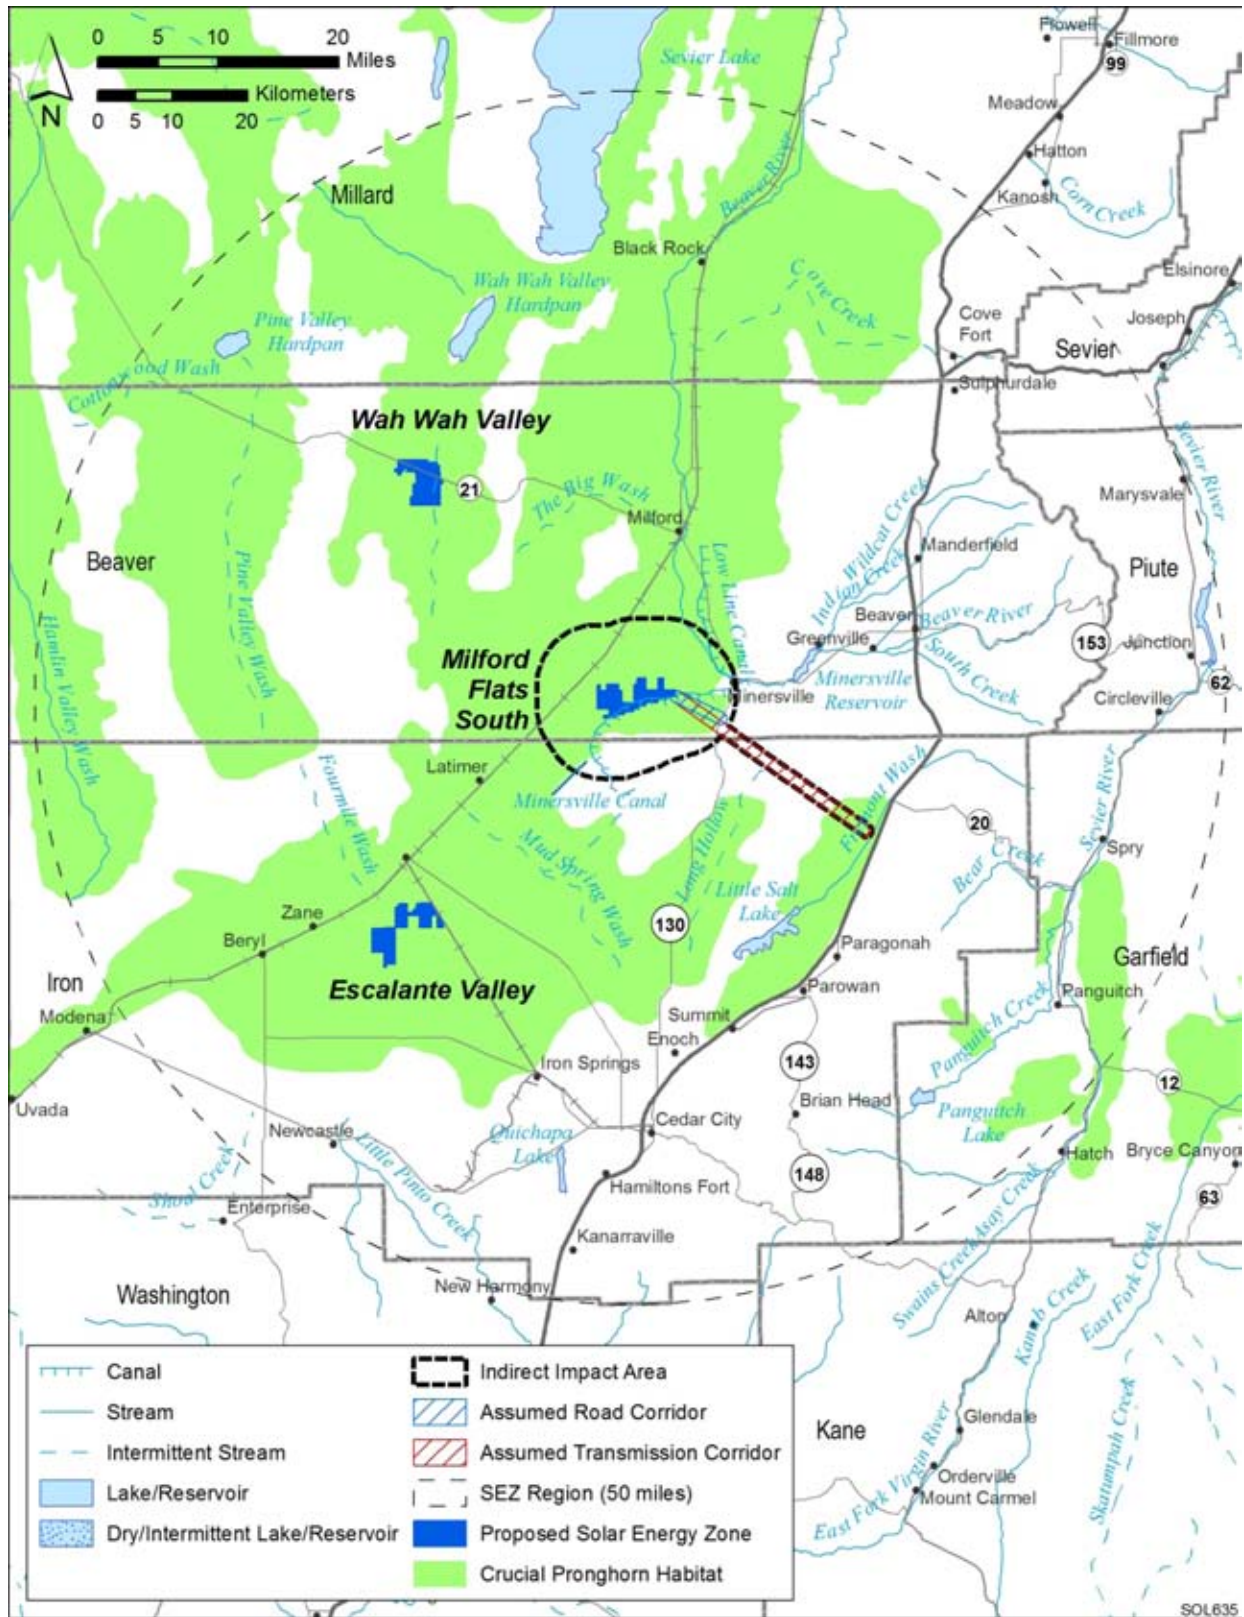 0 5 10 20
Miles
Kilometers
0 5 10 20
N
Sevier Lake
Flowell
Fillmore
99
Meadow
Hatton
Kanosh
Corn Creek
Millard
Beaver River
Black Rock
Elsinore
Wah Wah Valley
Hardpan
Cove Creek
Pine Valley
Hardpan
Cove
Fort
Joseph
Sevier
Cottonwood Wash
Sulphurdale
Wah Wah Valley
21
The Big Wash
Milford
Sevier River
Marysvale
Beaver
Pine Valley Wash
Low Line Canal
Wildcat Creek
Indian Creek
Manderfield
Piute
Beaver
Beaver River
Greenville
South Creek
153
Junction
Hamlin Valley Wash
Milford
Flats
South
Minersville
Minersville
Reservoir
62
Circleville
Latimer
Fourmile Wash
Minersville Canal
Fremont Wash
Mud Spring Wash
Long Hollow
20
Sevier River
Spry
Bear Creek
Little Salt
Lake
Zane
130
Beryl
Paragonah
Garfield
Iron
Escalante Valley
Parowan
Panguitch
Modena
Summit
Enoch
Panguitch Creek
Iron Springs
143
12
Uvada
Brian Head
Panguitch
Lake
Newcastle
Cedar City
Quichapa
Lake
Little Pinto Creek
Hatch
Bryce Canyon
148
Shoal Creek
Hamiltons Fort
63
Enterprise
Asay Creek
Swains Creek
Kanarraville
East Fork Creek
Washington
New Harmony
Alton
Kanab Creek
Canal
Stream
Intermittent Stream
Lake/Reservoir
Dry/Intermittent Lake/Reservoir
Indirect Impact Area
Assumed Road Corridor
Assumed Transmission Corridor
SEZ Region (50 miles)
Proposed Solar Energy Zone
Crucial Pronghorn Habitat
Skutumpah Creek
Glendale
Kane
East Fork Virgin River
Orderville
Mount Carmel
SOL635